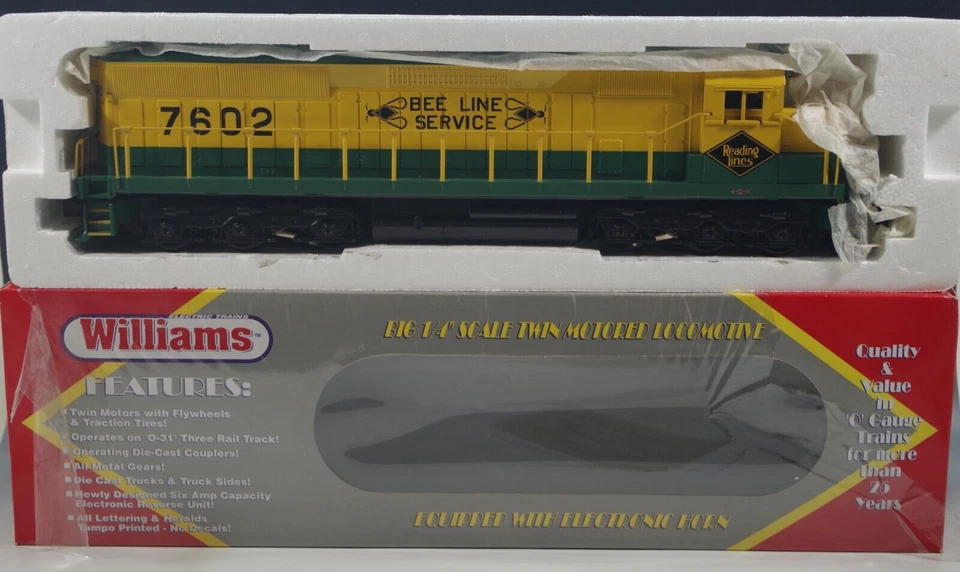 7602
BEE LINE
SERVICE
Reading
Lines
ELECTRIC TRAINS
Williams™
BIG 1/4" SCALE TWIN MOTORED LOCOMOTIVE
FEATURES:
Twin Motors with Flywheels
& Traction Tires!
Operates on 'O-31' Three Rail Track!
Operating Die-Cast Couplers!
All Metal Gears!
Die Cast Trucks & Truck Sides!
Newly Designed Six Amp Capacity
Electronic Reverse Unit!
All Lettering & Heralds
Tampo Printed - No Decals!
Quality
&
Value
in
'O' Gauge
Trains
for more
than
25
Years
EQUIPPED WITH ELECTRONIC HORN